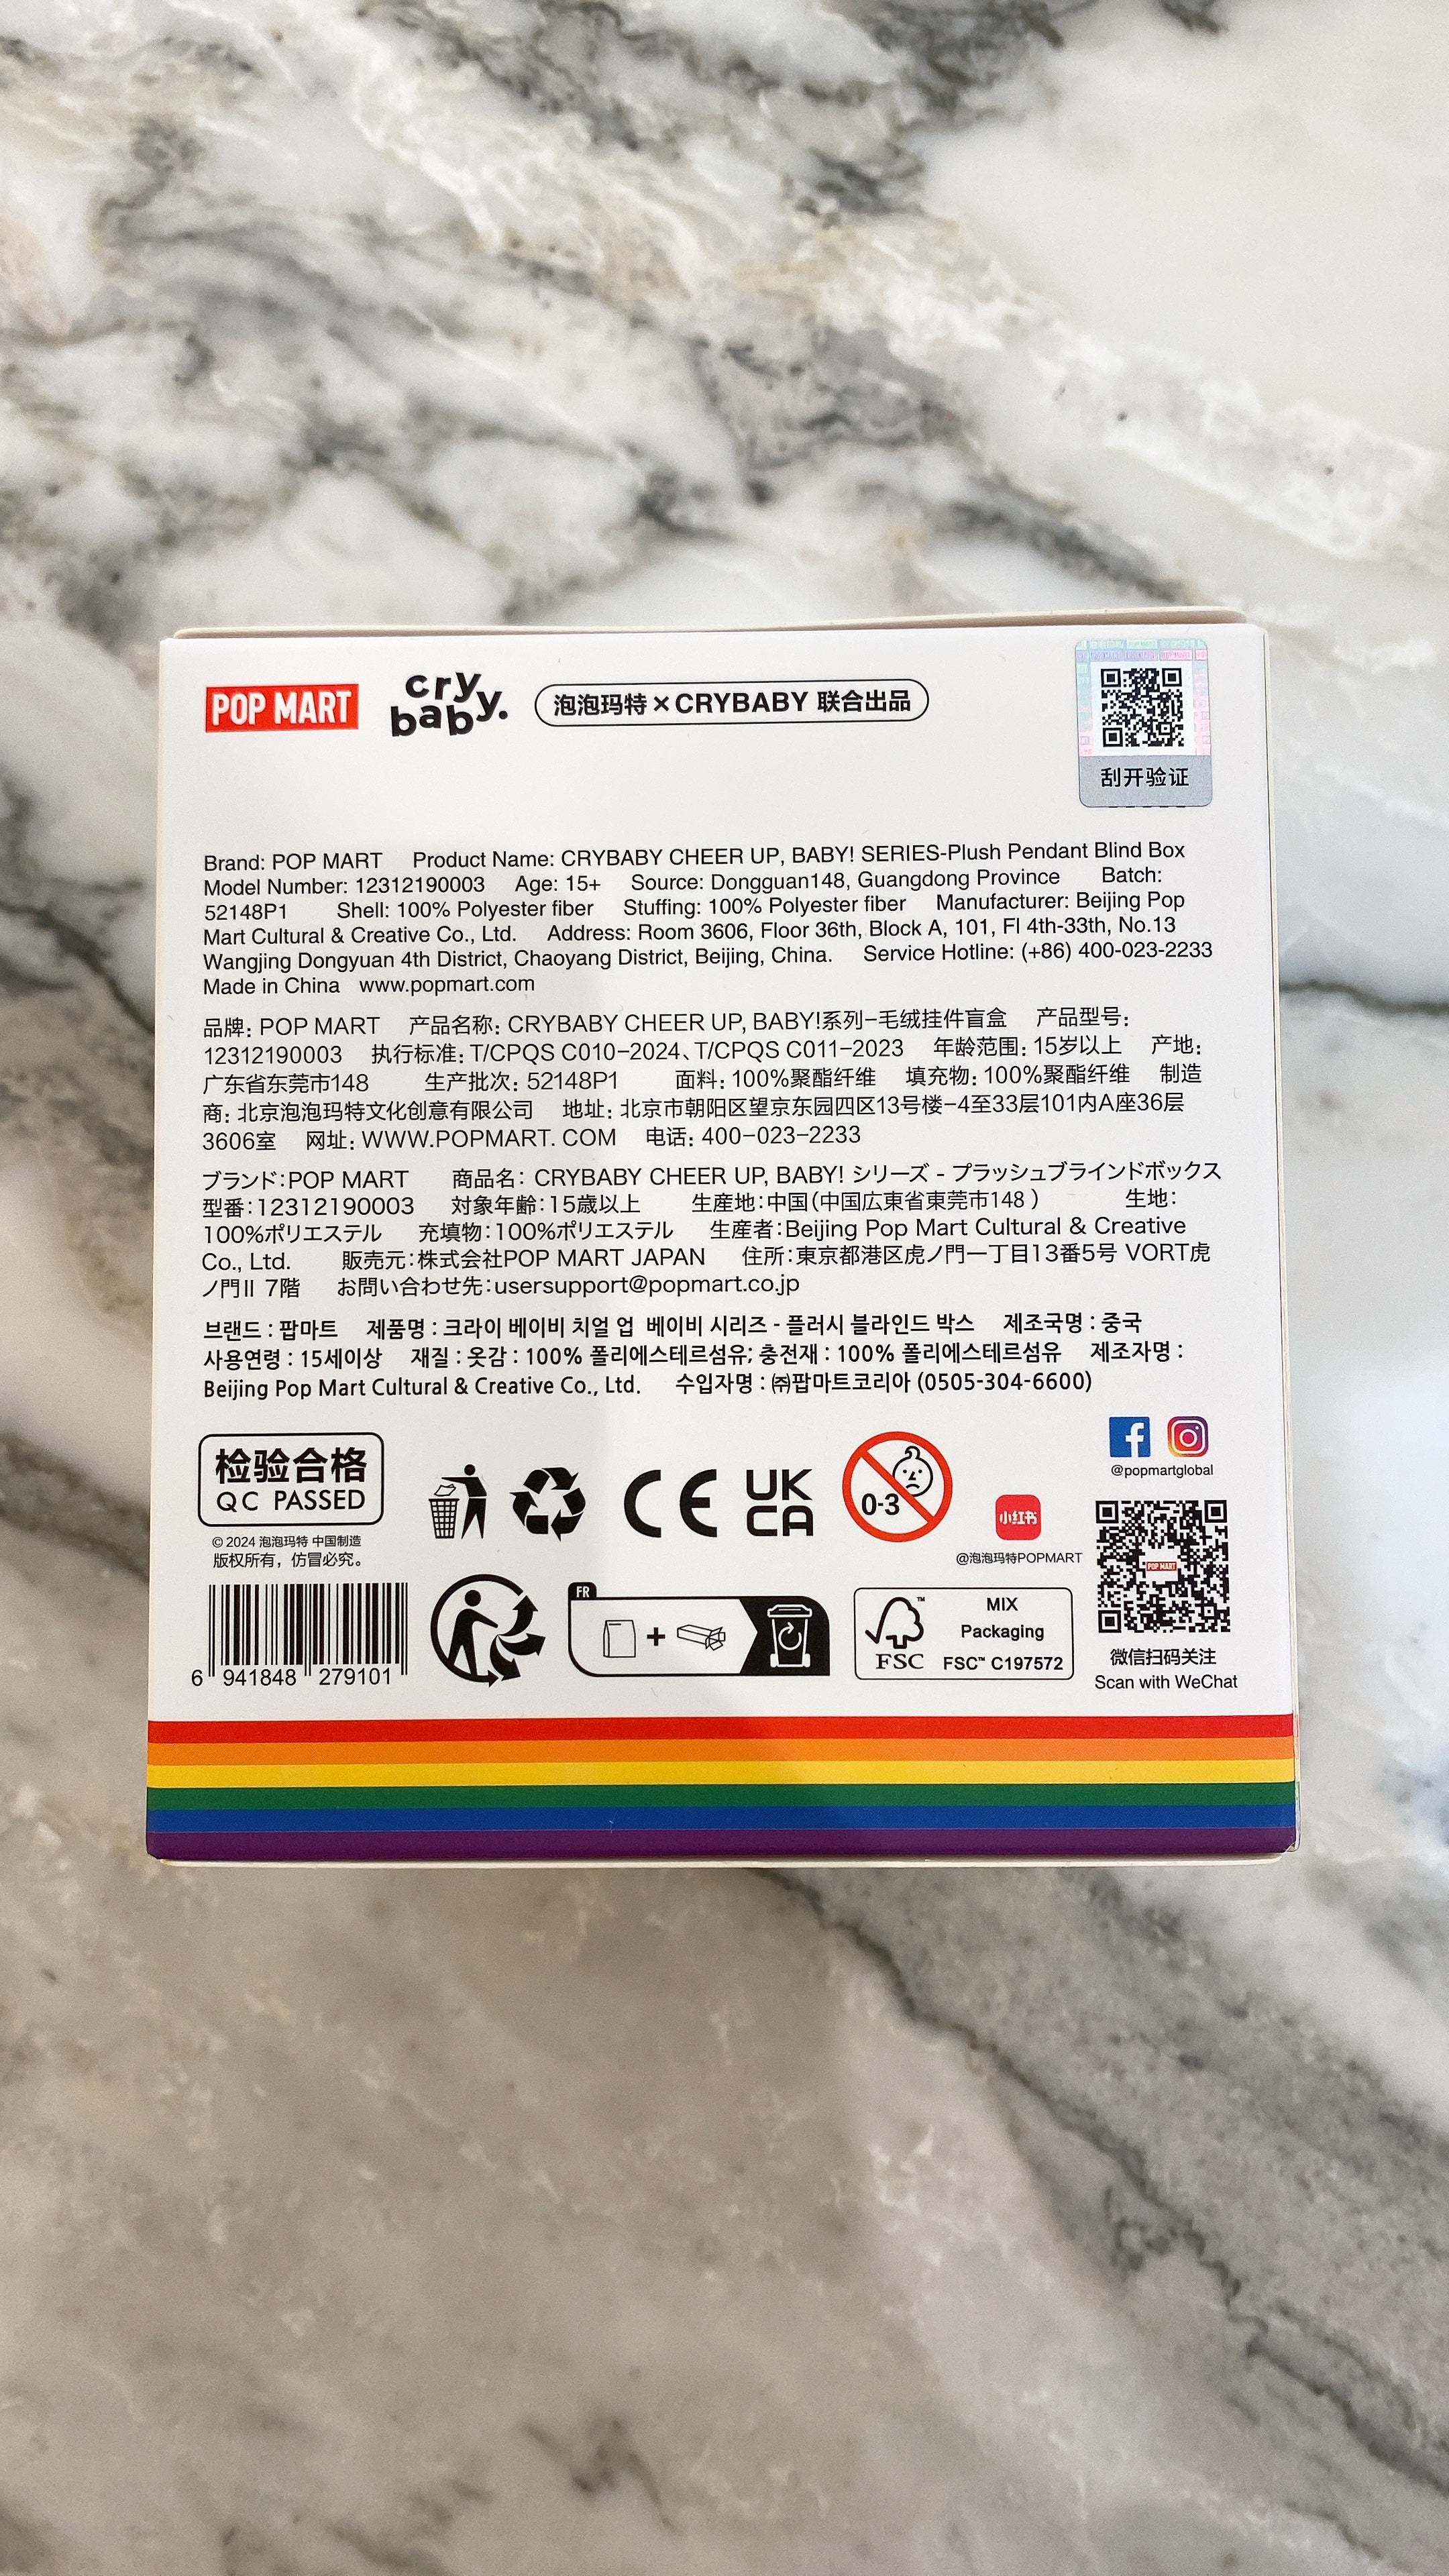 POP MART
cry
baby.
泡泡玛特×CRYBABY 联合出品
刮开验证
Brand: POP MART Product Name: CRYBABY CHEER UP, BABY! SERIES-Plush Pendant Blind Box
Model Number: 12312190003 Age: 15+ Source: Dongguan148, Guangdong Province Batch:
52148P1 Shell: 100% Polyester fiber Stuffing: 100% Polyester fiber Manufacturer: Beijing Pop
Mart Cultural & Creative Co., Ltd. Address: Room 3606, Floor 36th, Block A, 101, Fl 4th-33th, No.13
Wangjing Dongyuan 4th District, Chaoyang District, Beijing, China. Service Hotline: (+86) 400-023-2233
Made in China www.popmart.com
品牌: POP MART 产品名称: CRYBABY CHEER UP, BABY!系列-毛绒挂件盲盒 产品型号:
12312190003 执行标准: T/CPQS C010-2024、T/CPQS C011-2023 年龄范围: 15岁以上 产地:
广东省东莞市148 生产批次: 52148P1 面料: 100%聚酯纤维 填充物: 100%聚酯纤维 制造
商: 北京泡泡玛特文化创意有限公司 地址: 北京市朝阳区望京东园四区13号楼-4至33层101内A座36层
3606室 网址: WWW.POPMART. COM 电话: 400-023-2233
ブランド:POP MART 商品名: CRYBABY CHEER UP, BABY! シリーズ - プラッシュブラインドボックス
型番:12312190003 対象年齢:15歳以上 生産地:中国(中国広東省東莞市148 ) 生地:
100%ポリエステル 充填物:100%ポリエステル 生産者:Beijing Pop Mart Cultural & Creative
Co., Ltd. 販売元:株式会社POP MART JAPAN 住所:東京都港区虎ノ門一丁目13番5号 VORT虎
ノ門Ⅱ 7階 お問い合わせ先:usersupport@popmart.co.jp
브랜드 : 팝마트 제품명 : 크라이 베이비 치얼 업 베이비 시리즈 - 플러시 블라인드 박스 제조국명 : 중국
사용연령 : 15세이상 재질 : 옷감 : 100% 폴리에스테르섬유; 충전재 : 100% 폴리에스테르섬유 제조자명 :
Beijing Pop Mart Cultural & Creative Co., Ltd. 수입자명 : ㈜팝마트코리아 (0505-304-6600)
检验合格
QC PASSED
© 2024 泡泡玛特 中国制造
版权所有，仿冒必究。
CE
UK
CA
0-3
@popmartglobal
小红书
@泡泡玛特POPMART
POP MART
微信扫码关注
Scan with WeChat
6 941848 279101
FR
+
FSC™
MIX
Packaging
FSC™ C197572